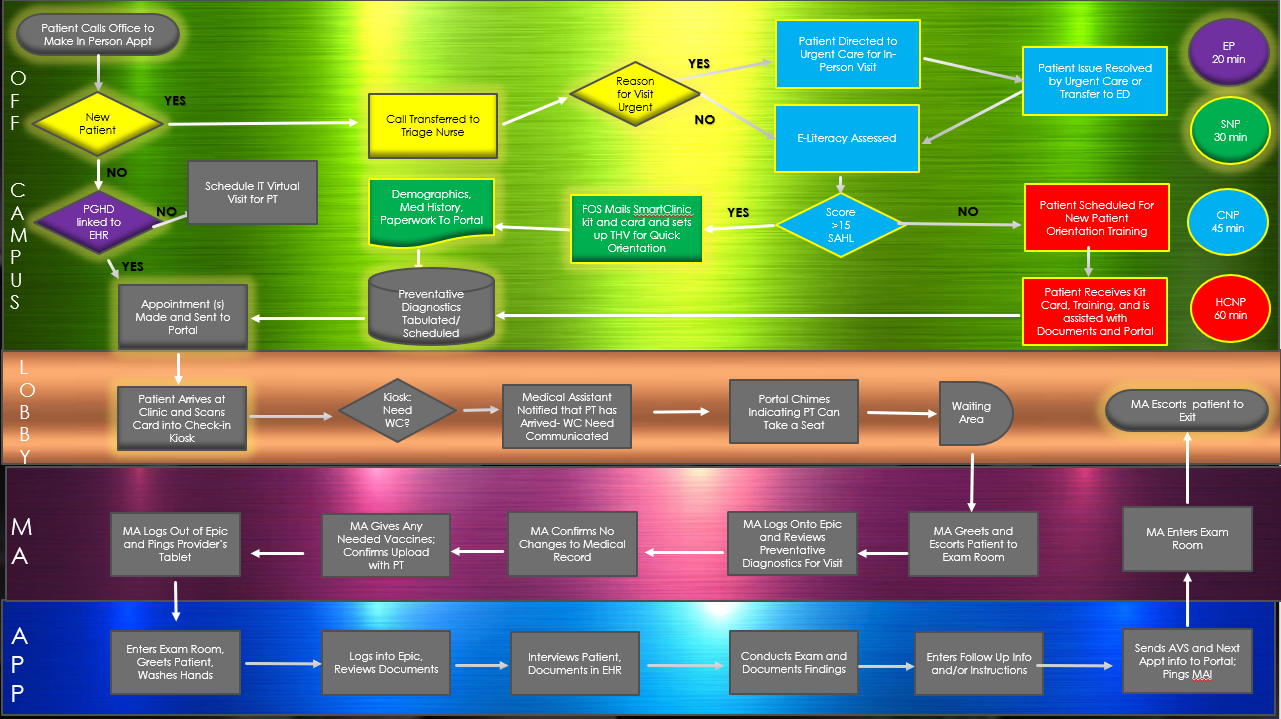 Patient Calls Office to
Make In Person Appt
OFF CAMPUS
New
Patient
YES
NO
Call Transferred to
Triage Nurse
Reason
for Visit
Urgent
YES
NO
Patient Directed to
Urgent Care for In-
Person Visit
Patient Issue Resolved
by Urgent Care or
Transfer to ED
E-Literacy Assessed
EP
20 min
SNP
30 min
CNP
45 min
HCNP
60 min
PGHD
linked to
EHR
NO
YES
Schedule IT Virtual
Visit for PT
Demographics,
Med History,
Paperwork To Portal
FOS Mails SmartClinic
kit and card and sets
up THV for Quick
Orientation
YES
Score
>15
SAHL
NO
Patient Scheduled For
New Patient
Orientation Training
Patient Receives Kit
Card, Training, and is
assisted with
Documents and Portal
Preventative
Diagnostics
Tabulated/
Scheduled
Appointment (s)
Made and Sent to
Portal
LOBBY
Patient Arrives at
Clinic and Scans
Card into Check-in
Kiosk
Kiosk:
Need
WC?
Medical Assistant
Notified that PT has
Arrived- WC Need
Communicated
Portal Chimes
Indicating PT Can
Take a Seat
Waiting
Area
MA Escorts patient to
Exit
MA
MA Logs Out of Epic
and Pings Provider's
Tablet
MA Gives Any
Needed Vaccines;
Confirms Upload
with PT
MA Confirms No
Changes to Medical
Record
MA Logs Onto Epic
and Reviews
Preventative
Diagnostics For Visit
MA Greets and
Escorts Patient to
Exam Room
MA Enters Exam
Room
APP
Enters Exam Room,
Greets Patient,
Washes Hands
Logs into Epic,
Reviews Documents
Interviews Patient,
Documents in EHR
Conducts Exam and
Documents Findings
Enters Follow Up Info
and/or Instructions
Sends AVS and Next
Appt info to Portal;
Pings MAI